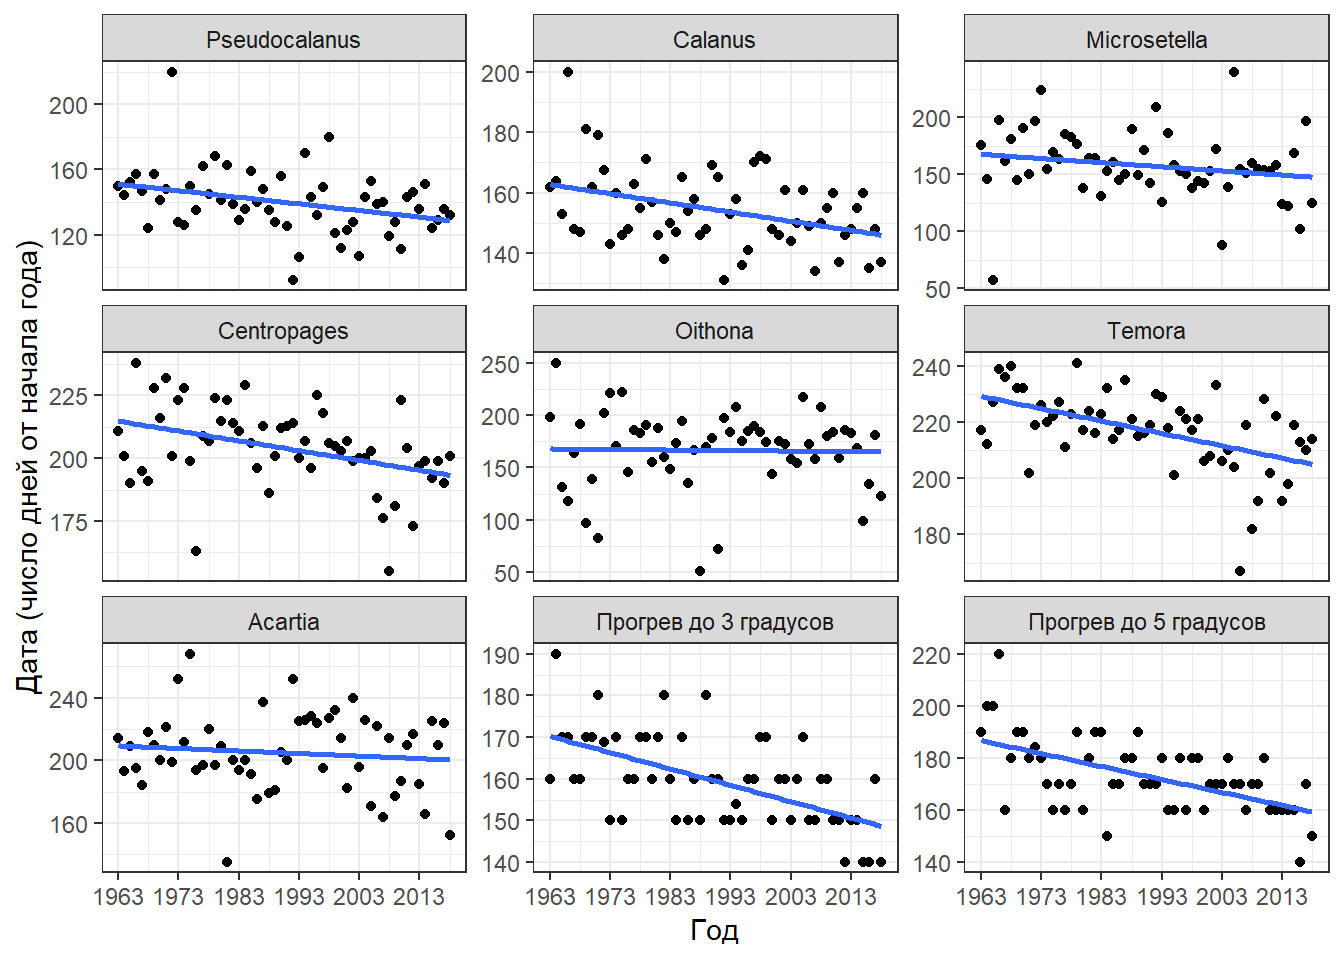 Pseudocalanus
Calanus
Microsetella
200
160
120
200
180
160
140
200
150
100
50
Centropages
Oithona
Temora
225
200
175
250
200
150
100
50
240
220
200
180
Acartia
Прогрев до 3 градусов
Прогрев до 5 градусов
240
200
160
190
180
170
160
150
140
220
200
180
160
140
1963 1973 1983 1993 2003 2013
1963 1973 1983 1993 2003 2013
1963 1973 1983 1993 2003 2013
Год
Дата (число дней от начала года)